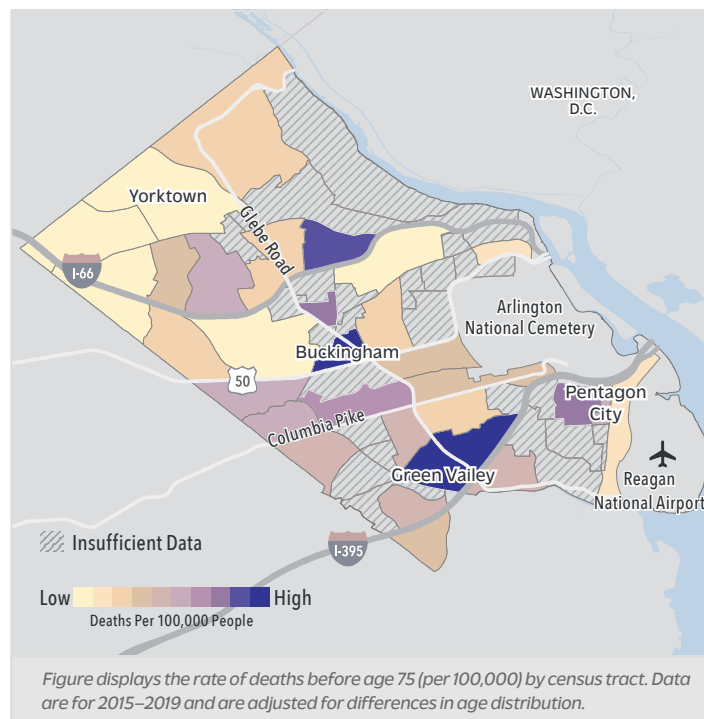 WASHINGTON,
D.C.
Yorktown
Glebe Road
I-66
Arlington
National Cemetery
Buckingham
50
Pentagon
City
Columbia Pike
Green Vailey
Reagan
National Airport
Insufficient Data
I-395
Low
High
Deaths Per 100,000 People
Figure displays the rate of deaths before age 75 (per 100,000) by census tract. Data
are for 2015–2019 and are adjusted for differences in age distribution.